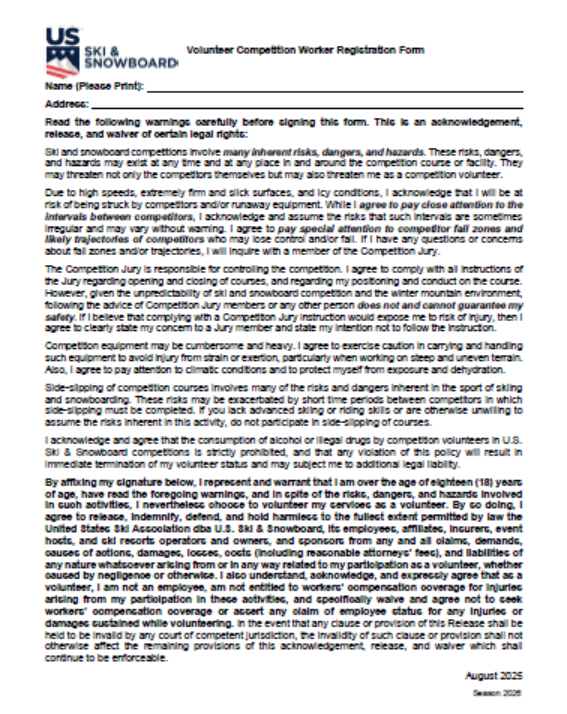 US
SKI &
SNOWBOARD
Volunteer Competition Worker Registration Form
Name (Please Print):
Address:
Read the following warnings carefully before signing this form. This is an acknowledgement,
release, and waiver of certain legal rights:
Ski and snowboard competitions involve many inherent risks, dangers, and hazards. These risks, dangers,
and hazards may exist at any time and at any place in and around the competition course or facility. They
may threaten not only the competitors themselves but may also threaten me as a competition volunteer.
Due to high speeds, extremely firm and slick surfaces, and icy conditions, I acknowledge that I will be at
risk of being struck by competitors and/or runaway equipment. While I agree to pay close attention to the
intervals between competitors, I acknowledge and assume the risks that such intervals are sometimes
irregular and may vary without warning. I agree to pay special attention to competitor fall zones and
likely trajectories of competitors who may lose control and/or fall. If I have any questions or concerns
about fall zones and/or trajectories, I will inquire with a member of the Competition Jury.
The Competition Jury is responsible for controlling the competition. I agree to comply with all instructions of
the Jury regarding opening and closing of courses, and regarding my positioning and conduct on the course.
However, given the unpredictability of ski and snowboard competition and the winter mountain environment,
following the advice of Competition Jury members or any other person does not and cannot guarantee my
safety. If I believe that complying with a Competition Jury instruction would expose me to risk of injury, then I
agree to clearly state my concern to a Jury member and state my intention not to follow the instruction.
Competition equipment may be cumbersome and heavy. I agree to exercise caution in carrying and handling
such equipment to avoid injury from strain or exertion, particularly when working on steep and uneven terrain.
Also, I agree to pay attention to climatic conditions and to protect myself from exposure and dehydration.
Side-slipping of competition courses involves many of the risks and dangers inherent in the sport of skiing
and snowboarding. These risks may be exacerbated by short time periods between competitors in which
side-slipping must be completed. If you lack advanced skiing or riding skills or are otherwise unwilling to
assume the risks inherent in this activity, do not participate in side-slipping of courses.
I acknowledge and agree that the consumption of alcohol or illegal drugs by competition volunteers in U.S.
Ski & Snowboard competitions is strictly prohibited, and that any violation of this policy will result in
immediate termination of my volunteer status and may subject me to additional legal liability.
By affixing my signature below, I represent and warrant that I am over the age of eighteen (18) years
of age, have read the foregoing warnings, and in spite of the risks, dangers, and hazards involved
in such activities, I nevertheless choose to volunteer my services as a volunteer. By so doing, I
agree to release, indemnify, defend, and hold harmless to the fullest extent permitted by law the
United States Ski Association dba U.S. Ski & Snowboard, its employees, affiliates, insurers, event
hosts, and ski resorts operators and owners, and sponsors from any and all claims, demands,
causes of actions, damages, losses, costs (including reasonable attorneys' fees), and liabilities of
any nature whatsoever arising from or in any way related to my participation as a volunteer, whether
caused by negligence or otherwise. I also understand, acknowledge, and expressly agree that as a
volunteer, I am not an employee, am not entitled to workers' compensation coverage for injuries
arising from my participation in these activities, and specifically waive and agree not to seek
workers' compensation coverage or assert any claim of employee status for any injuries or
damages sustained while volunteering. In the event that any clause or provision of this Release shall be
held to be invalid by any court of competent jurisdiction, the invalidity of such clause or provision shall not
otherwise affect the remaining provisions of this acknowledgement, release, and waiver which shall
continue to be enforceable.
August 2025
Season 2026